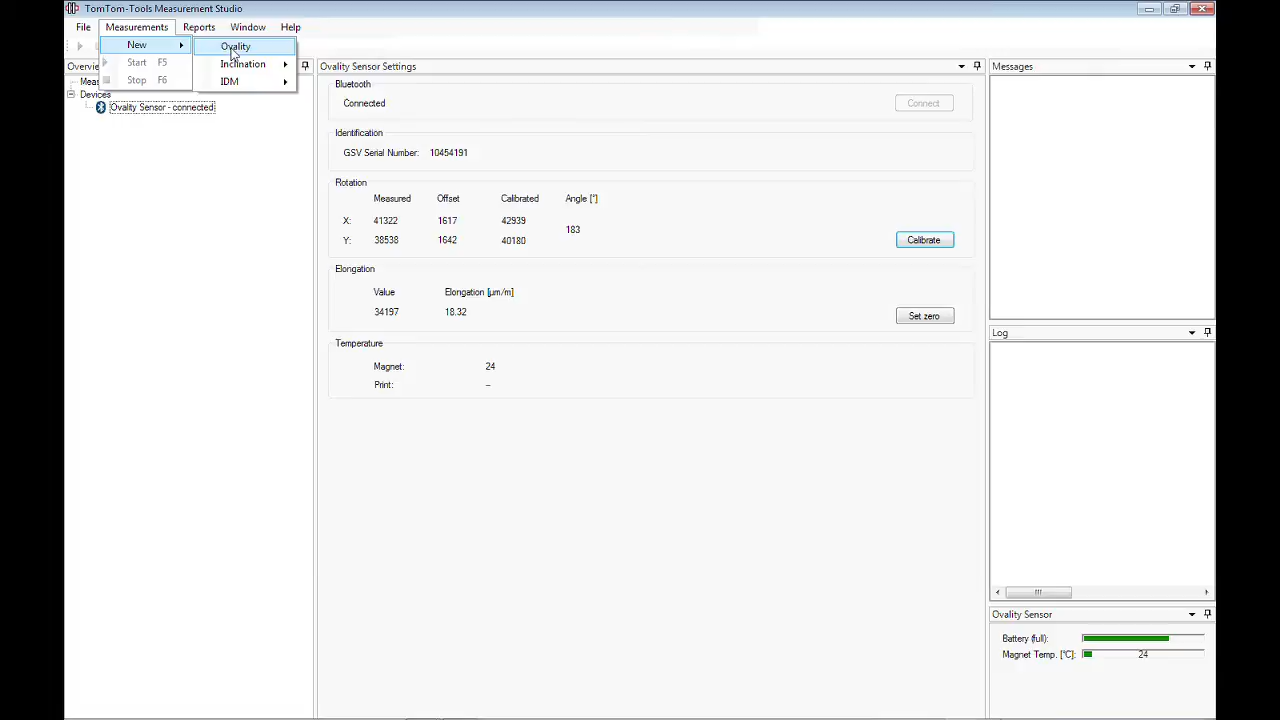 TomTom-Tools Measurement Studio
File Measurements Reports Window Help
New
Start F5
Stop F6
Ovality
Inclination
IDM
Devices
Ovality Sensor - connected
Ovality Sensor Settings
Bluetooth
Connected
Connect
Identification
GSV Serial Number: 10454191
Rotation
Measured Offset Calibrated Angle [°]
X: 41322 1617 42939
183
Y: 38538 1642 40180
Calibrate
Elongation
Value Elongation [µm/m]
34197 18.32
Set zero
Temperature
Magnet: 24
Print: --
Messages
Log
Ovality Sensor
Battery (full):
Magnet Temp. [°C]: 24